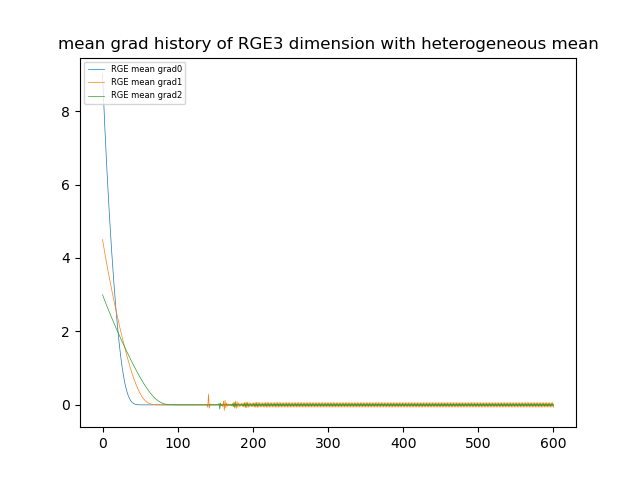 mean grad history of RGE3 dimension with heterogeneous mean
RGE mean grad0
RGE mean grad1
RGE mean grad2
8
6
4
2
0
0 100 200 300 400 500 600